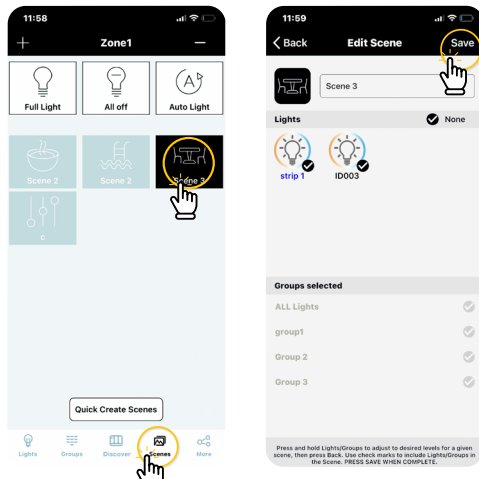 11:58
Zone1
Full Light
All off
A
Auto Light
Scene 2
Scene 2
Scene 3
c
Quick Create Scenes
Lights
Groups
Discover
Scenes
More
11:59
Back
Edit Scene
Save
Scene 3
Lights
None
strip 1
ID003
Groups selected
ALL Lights
group1
Group 2
Group 3
Press and hold Lights/Groups to adjust to desired levels for a given
scene, then press Back. Use check marks to include Lights/Groups in
the Scene. PRESS SAVE WHEN COMPLETE.